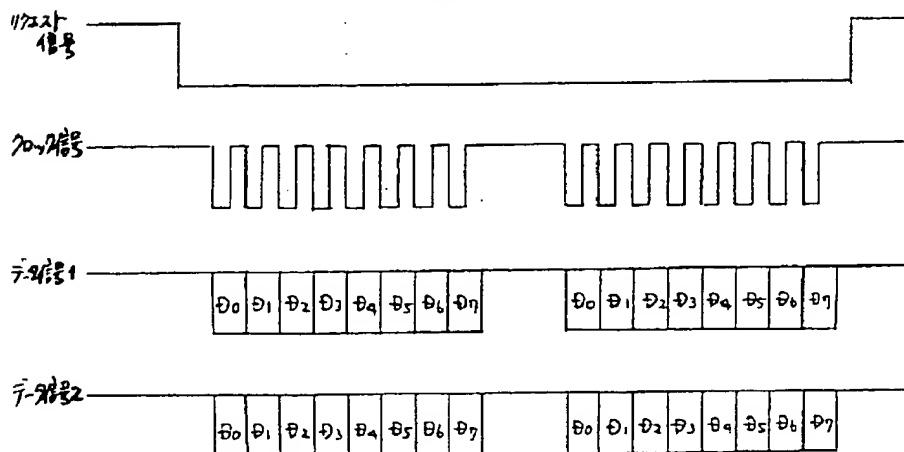 リクエスト
信号
クロック信号
データ信号1
D0 D1 D2 D3 D4 D5 D6 D7 D0 D1 D2 D3 D4 D5 D6 D7
データ信号2
D0 D1 D2 D3 D4 D5 D6 D7 D0 D1 D2 D3 D4 D5 D6 D7